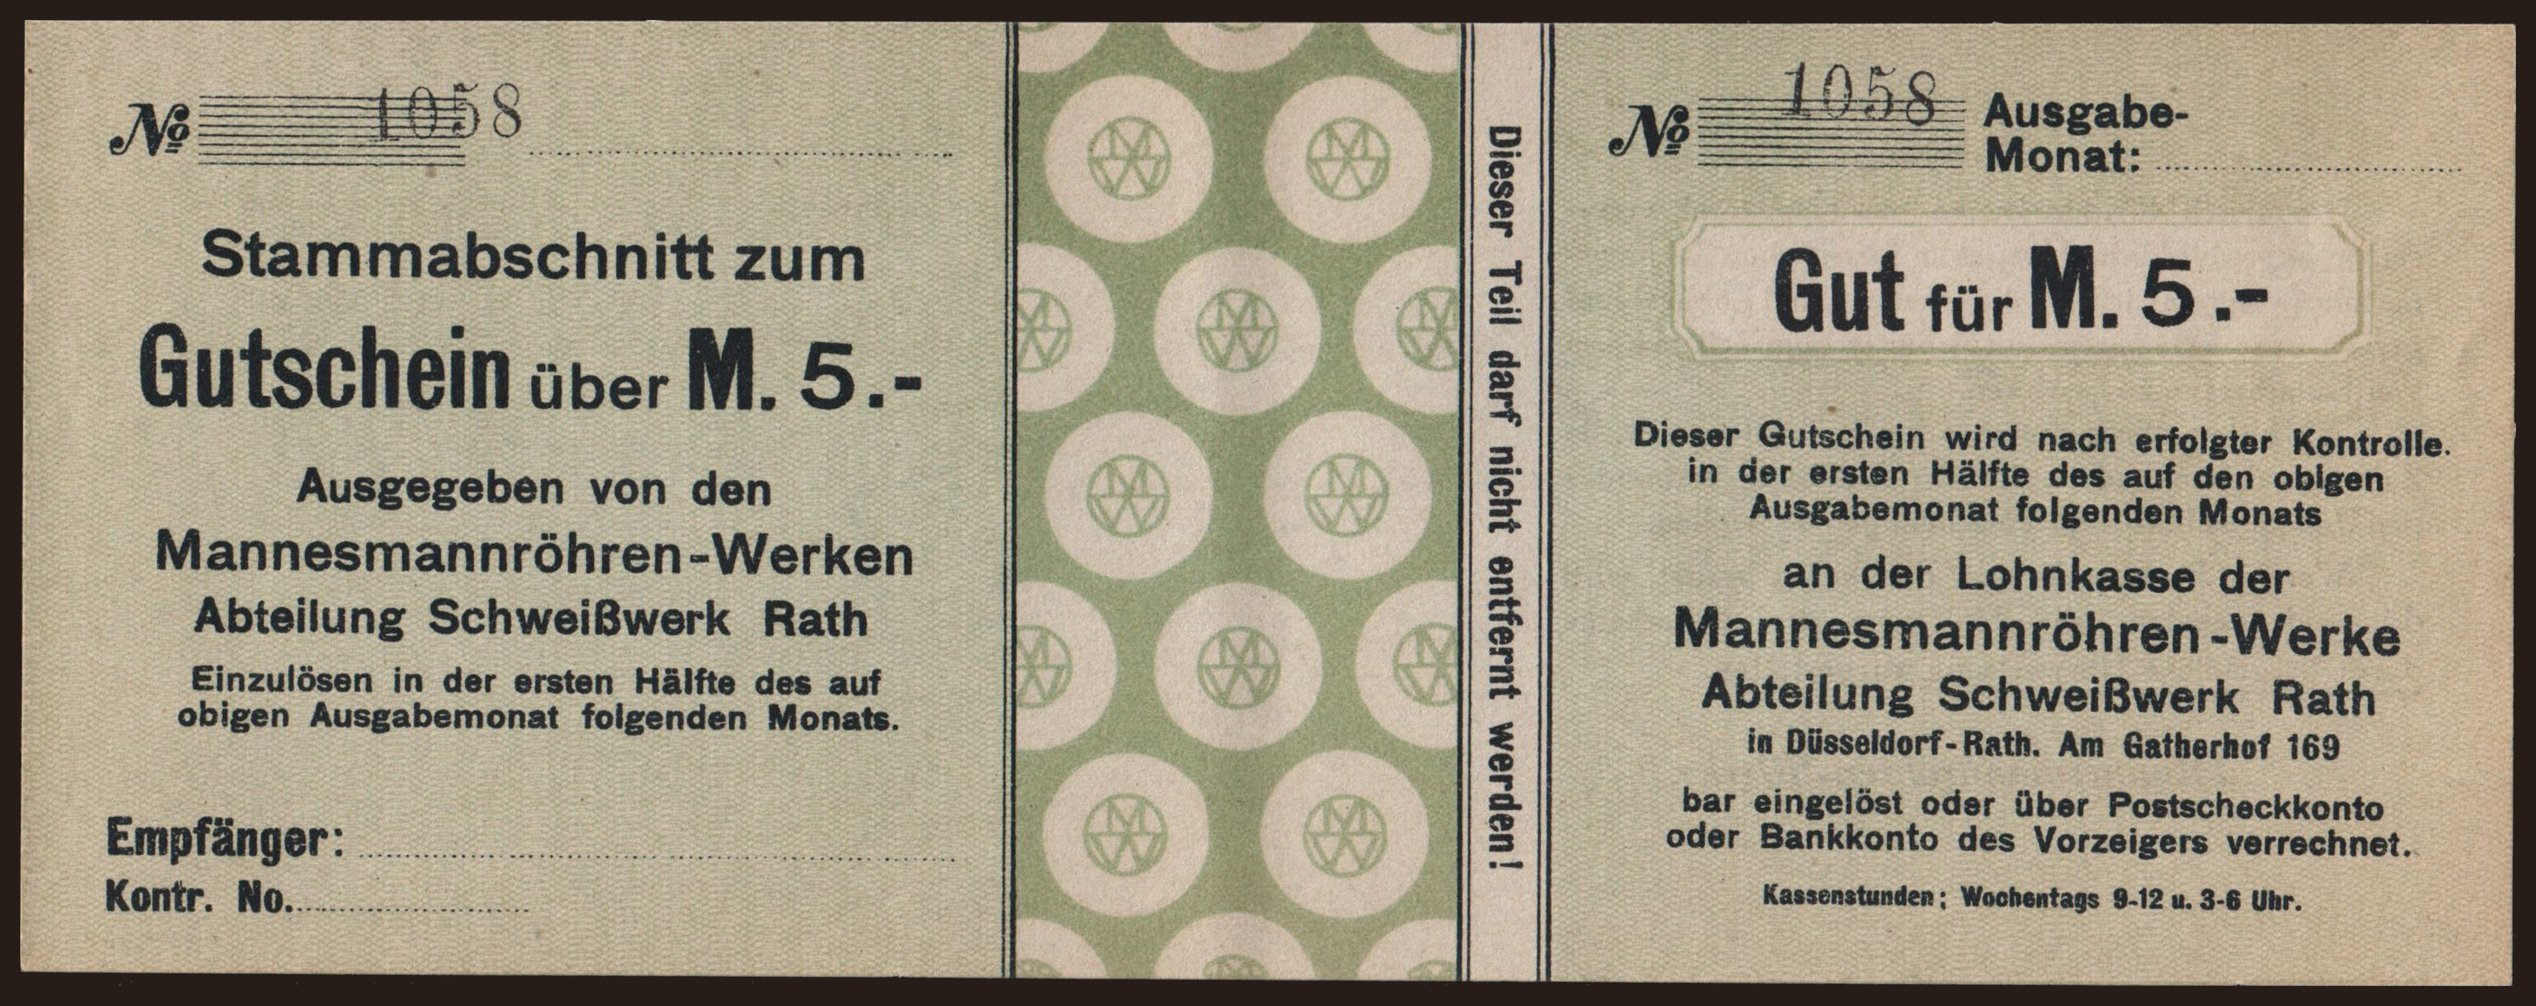 No 1058
Stammabschnitt zum
Gutschein über M. 5.-
Ausgegeben von den
Mannesmannröhren-Werken
Abteilung Schweißwerk Rath
Einzulösen in der ersten Hälfte des auf
obigen Ausgabemonat folgenden Monats.
Empfänger:
Kontr. No.
Dieser Teil darf nicht entfernt werden!
No 1058 Ausgabe-
Monat:
Gut für M. 5.-
Dieser Gutschein wird nach erfolgter Kontrolle.
in der ersten Hälfte des auf den obigen
Ausgabemonat folgenden Monats
an der Lohnkasse der
Mannesmannröhren-Werke
Abteilung Schweißwerk Rath
in Düsseldorf-Rath. Am Gatherhof 169
bar eingelöst oder über Postscheckkonto
oder Bankkonto des Vorzeigers verrechnet.
Kassenstunden; Wochentags 9-12 u. 3-6 Uhr.